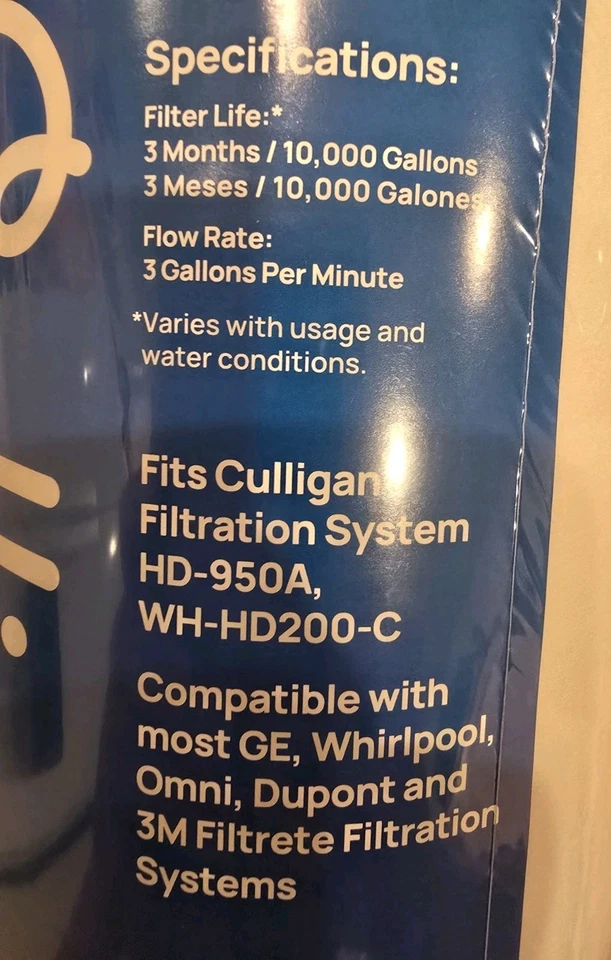 Specifications:
Filter Life:*
3 Months / 10,000 Gallons
3 Meses / 10,000 Galones
Flow Rate:
3 Gallons Per Minute
*Varies with usage and
water conditions.
Fits Culligan
Filtration System
HD-950A,
WH-HD200-C
Compatible with
most GE, Whirlpool,
Omni, Dupont and
3M Filtrete Filtration
Systems